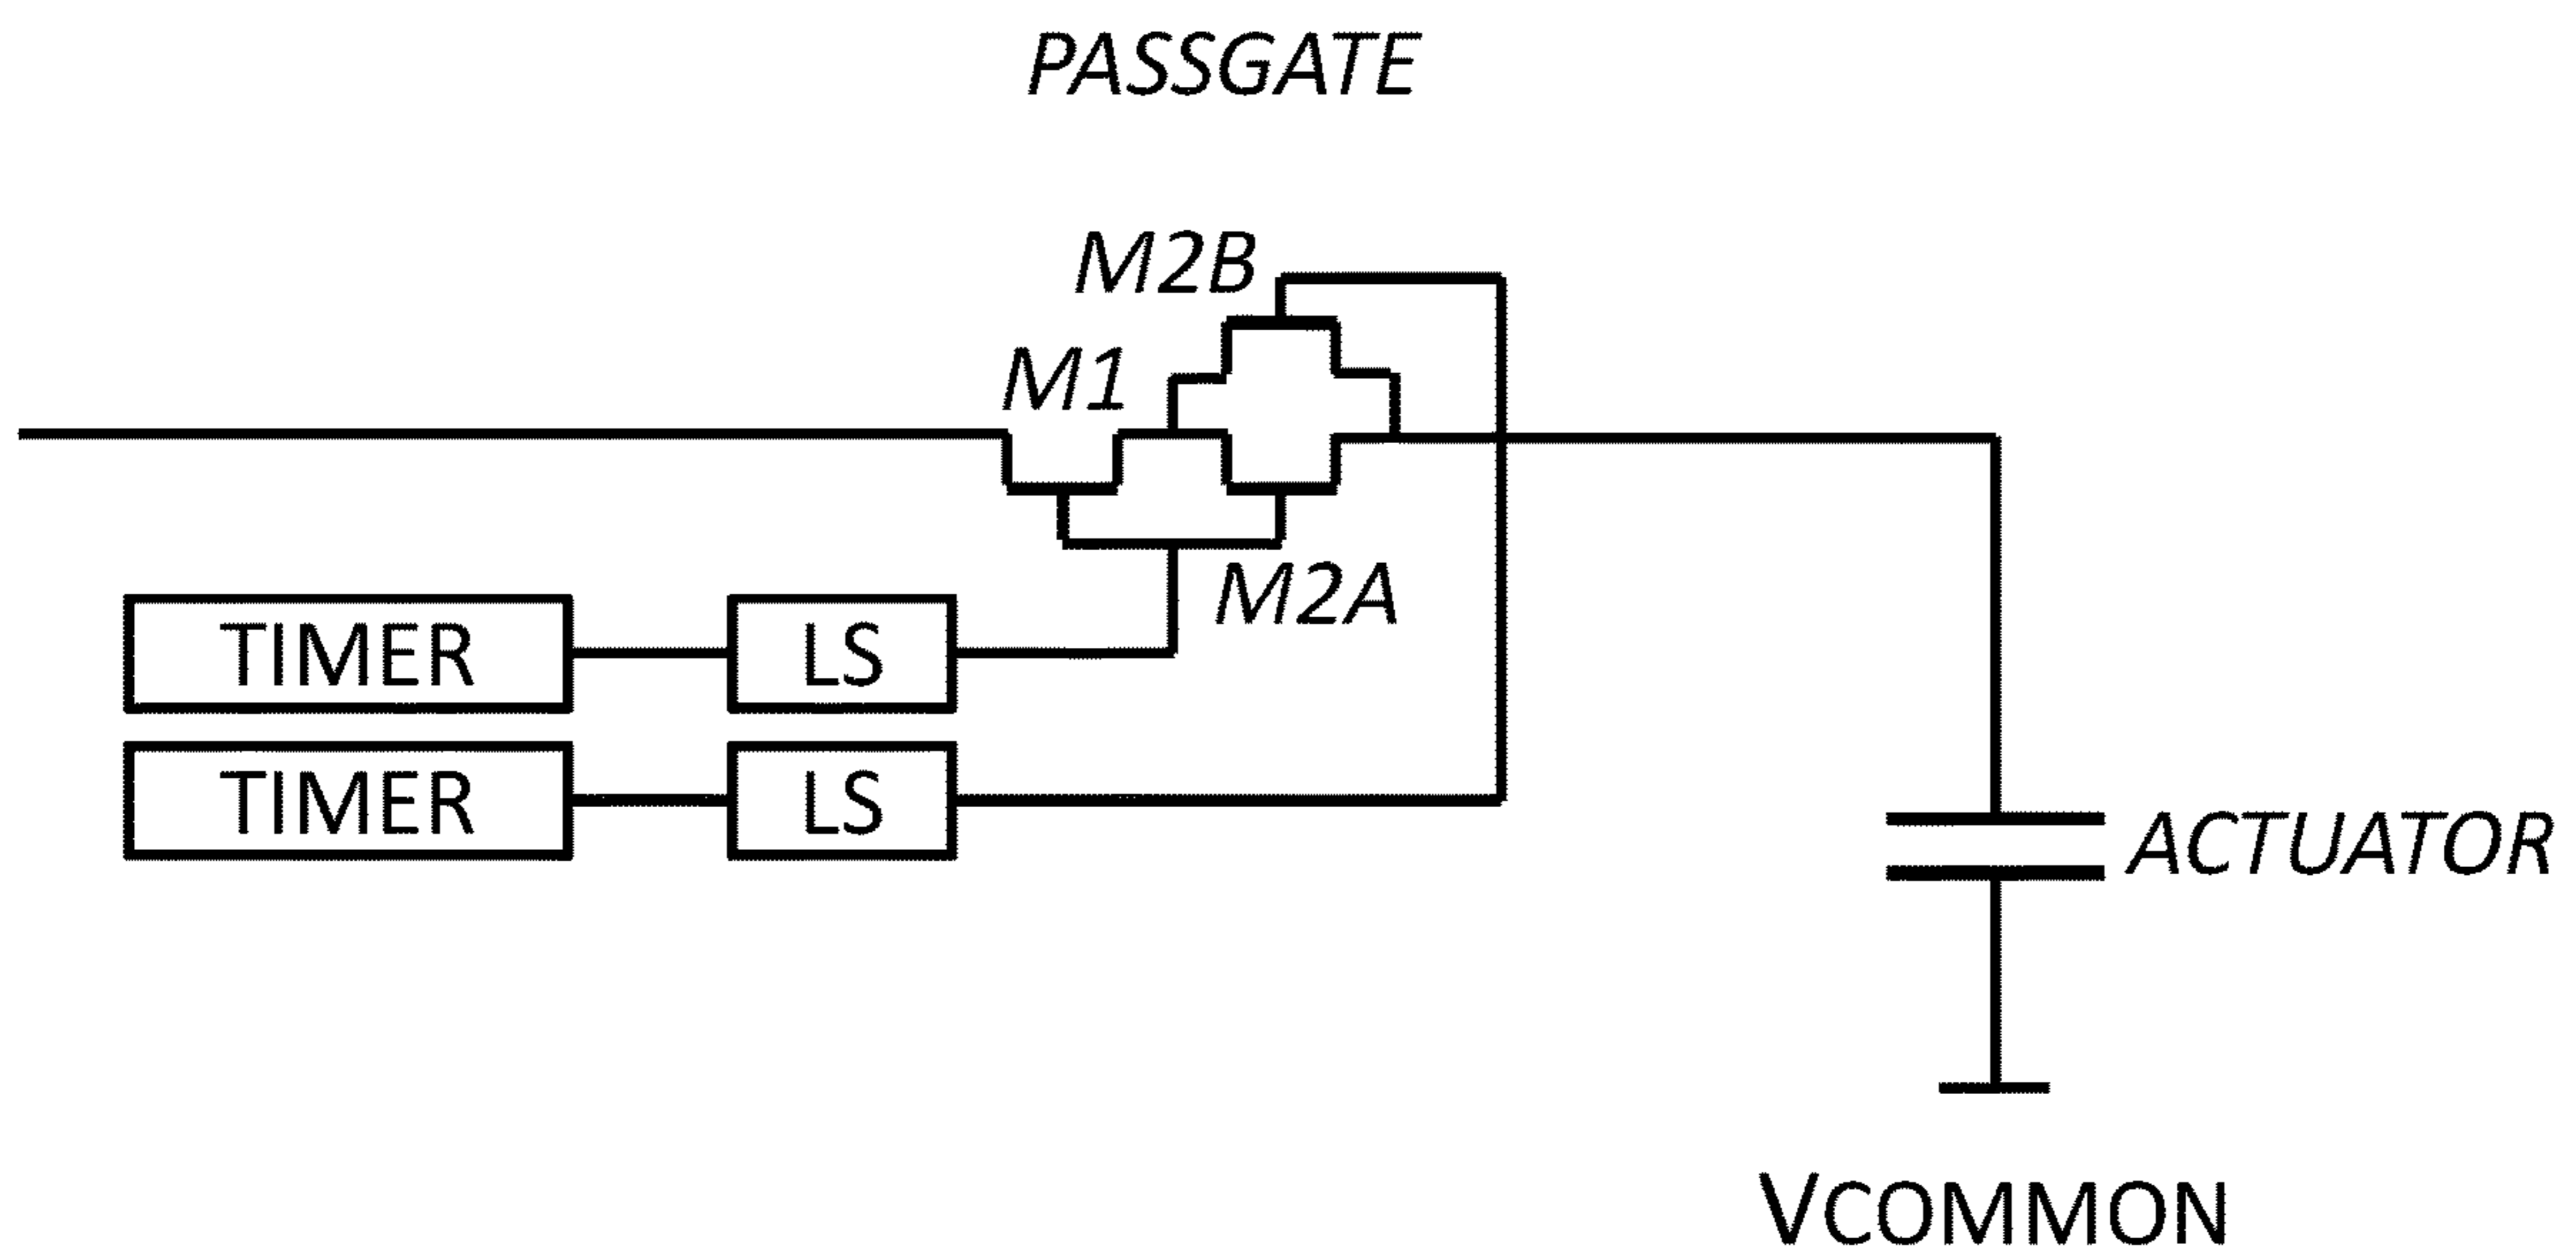 PASSGATE
M2B
M1
M2A
TIMER LS
TIMER LS
ACTUATOR
VCOMMON